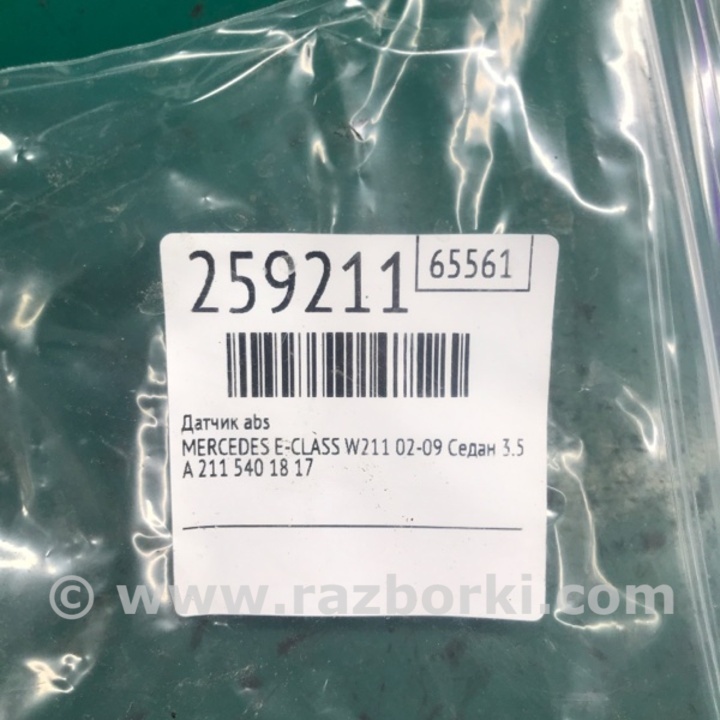 259211
65561
Датчик abs
MERCEDES E-CLASS W211 02-09 Седан 3.5
A 211 540 18 17
© www.razborki.com